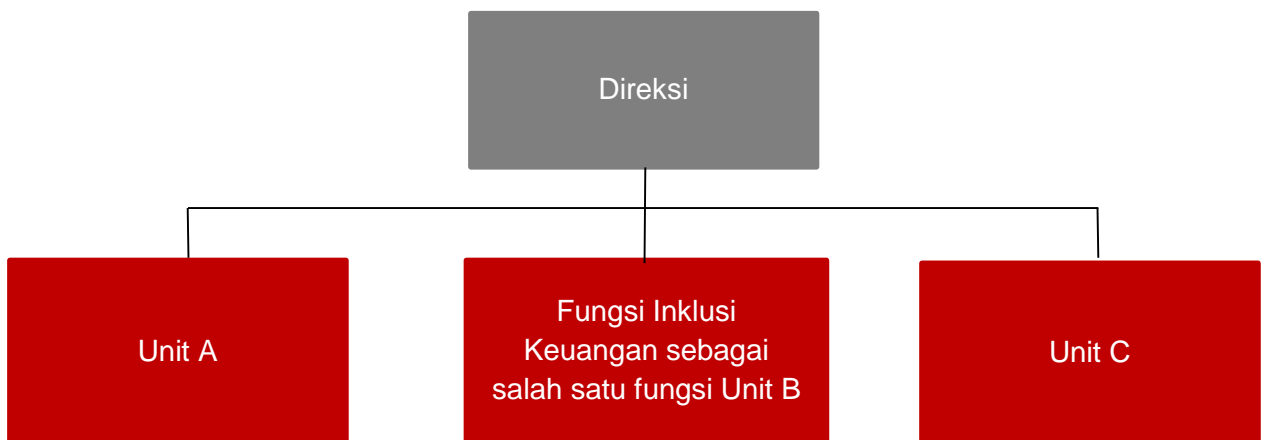 Direksi
Unit A
Fungsi Inklusi
Keuangan sebagai
salah satu fungsi Unit B
Unit C